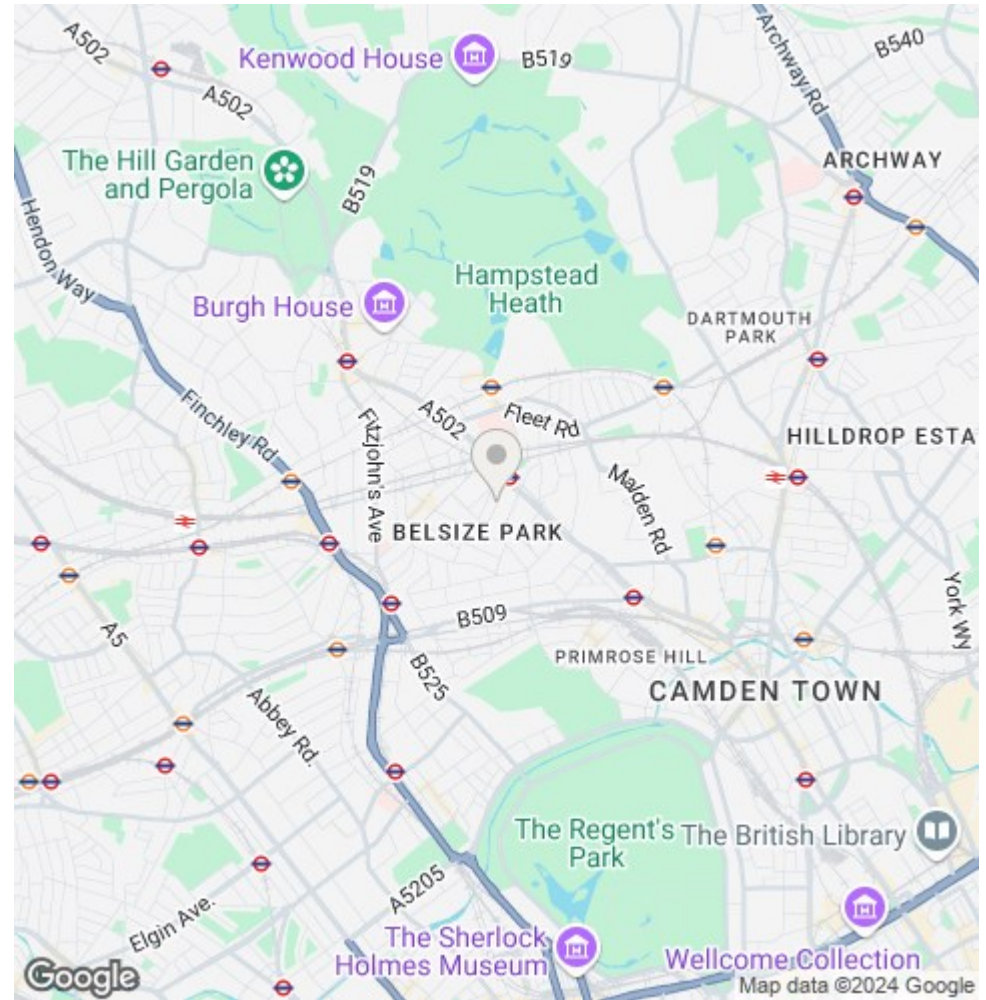 A502
Kenwood House
B519
B540
Archway Rd
A502
The Hill Garden
and Pergola
B519
ARCHWAY
Hendon Way
Hampstead
Heath
Burgh House
DARTMOUTH
PARK
Finchley Rd
Fitzjohn's Ave
A502
Fleet Rd
HILLDROP ESTA
Malden Rd
BELSIZE PARK
York Wy
A5
B509
B525
PRIMROSE HILL
Abbey Rd.
CAMDEN TOWN
The Regent's
Park
The British Library
A5205
Elgin Ave.
The Sherlock
Holmes Museum
Wellcome Collection
Google
Map data ©2024 Google